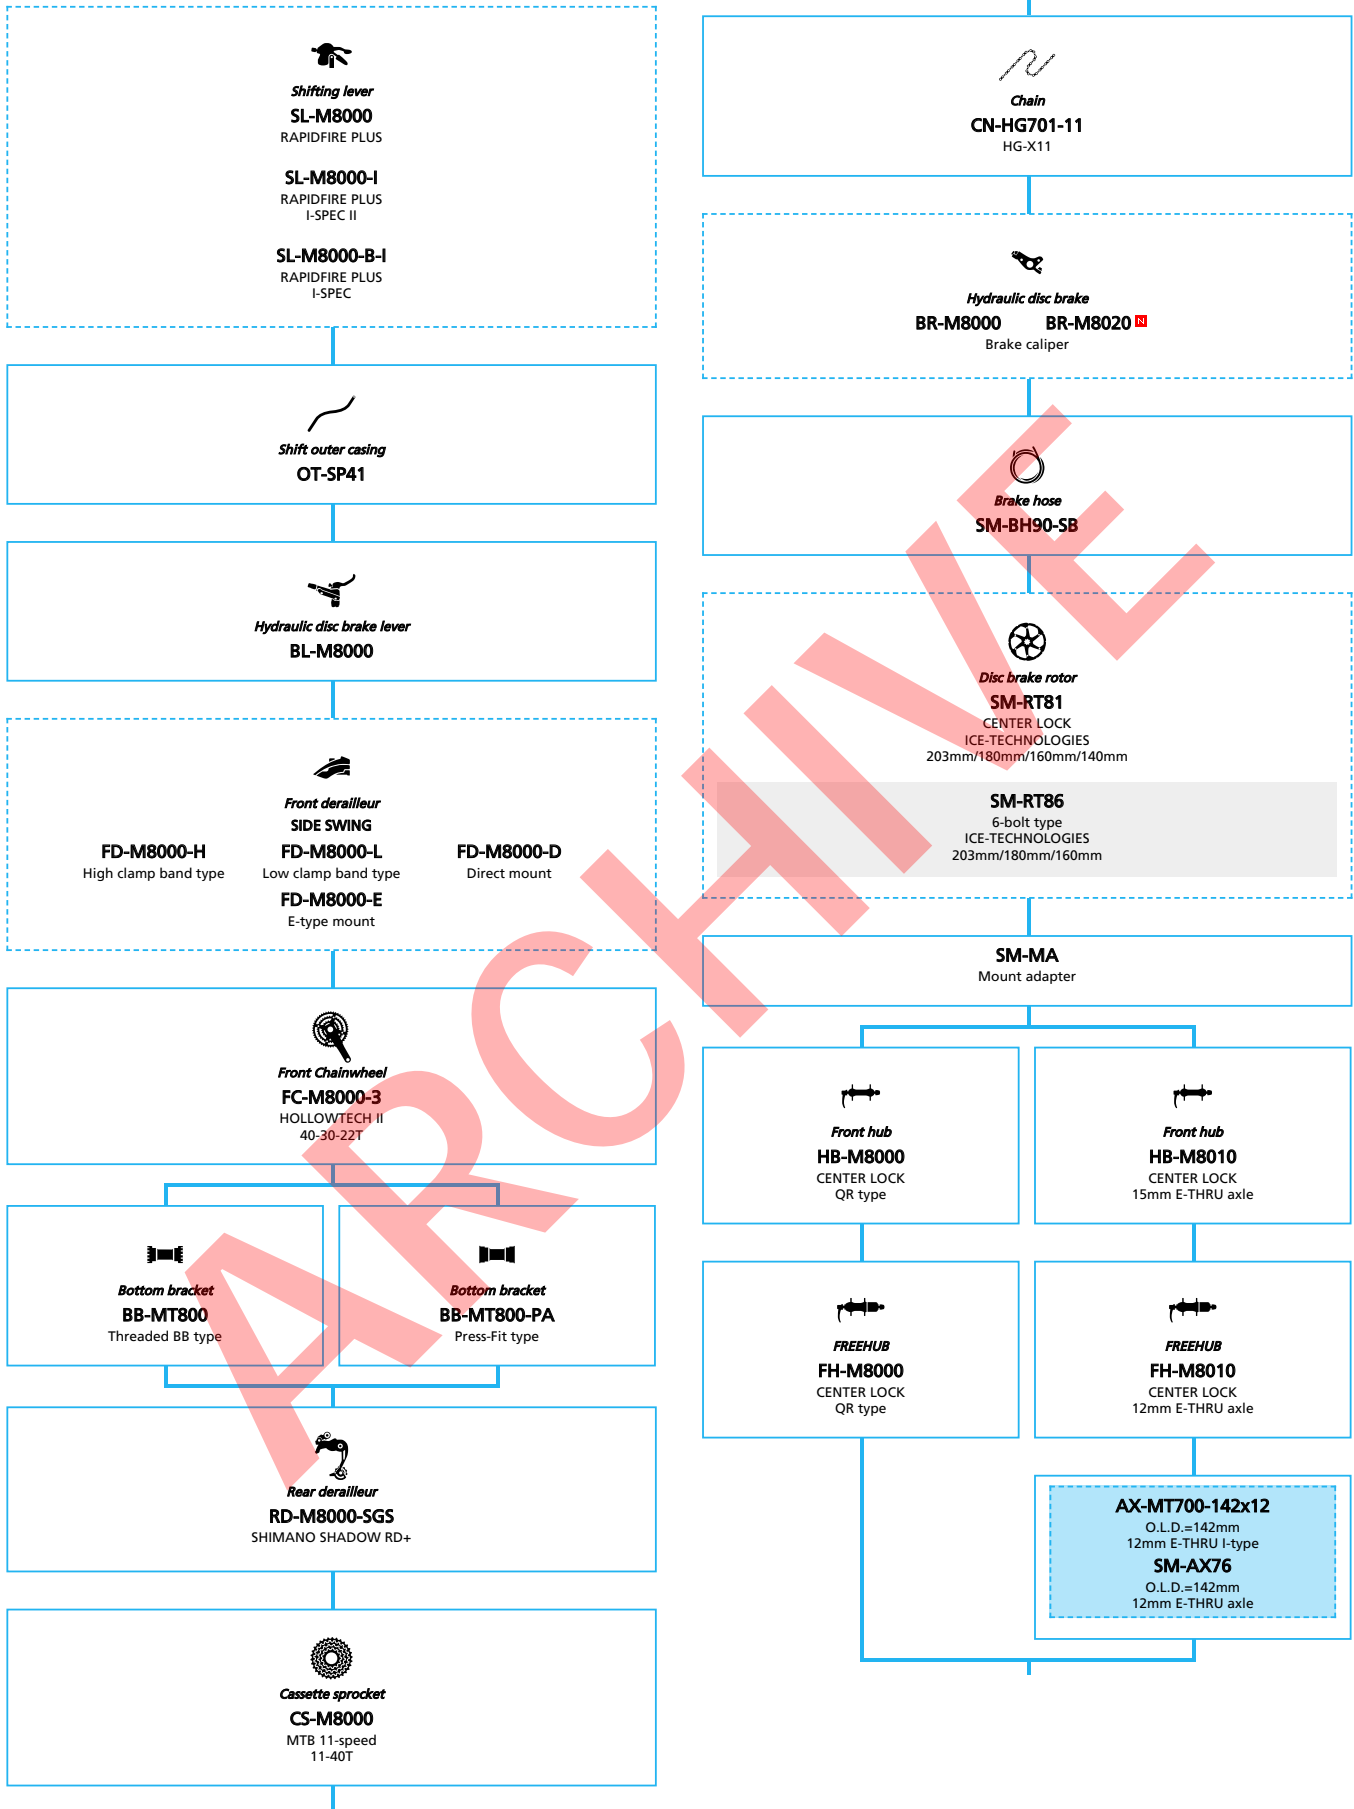 Shifting lever
SL-M8000
RAPIDFIRE PLUS
SL-M8000-I
RAPIDFIRE PLUS
I-SPEC II
SL-M8000-B-I
RAPIDFIRE PLUS
I-SPEC
Shift outer casing
OT-SP41
Hydraulic disc brake lever
BL-M8000
Front derailleur
SIDE SWING
FD-M8000-H FD-M8000-L FD-M8000-D
High clamp band type Low clamp band type Direct mount
FD-M8000-E
E-type mount
Front Chainwheel
FC-M8000-3
HOLLOWTECH II
40-30-22T
Bottom bracket
BB-MT800
Threaded BB type
Bottom bracket
BB-MT800-PA
Press-Fit type
Rear derailleur
RD-M8000-SGS
SHIMANO SHADOW RD+
Cassette sprocket
CS-M8000
MTB 11-speed
11-40T
Chain
CN-HG701-11
HG-X11
Hydraulic disc brake
BR-M8000 BR-M8020 N
Brake caliper
Brake hose
SM-BH90-SB
Disc brake rotor
SM-RT81
CENTER LOCK
ICE-TECHNOLOGIES
203mm/180mm/160mm/140mm
SM-RT86
6-bolt type
ICE-TECHNOLOGIES
203mm/180mm/160mm
SM-MA
Mount adapter
Front hub
HB-M8000
CENTER LOCK
QR type
Front hub
HB-M8010
CENTER LOCK
15mm E-THRU axle
FREEHUB
FH-M8000
CENTER LOCK
QR type
FREEHUB
FH-M8010
CENTER LOCK
12mm E-THRU axle
AX-MT700-142x12
O.L.D.=142mm
12mm E-THRU I-type
SM-AX76
O.L.D.=142mm
12mm E-THRU axle
ARCHIVE